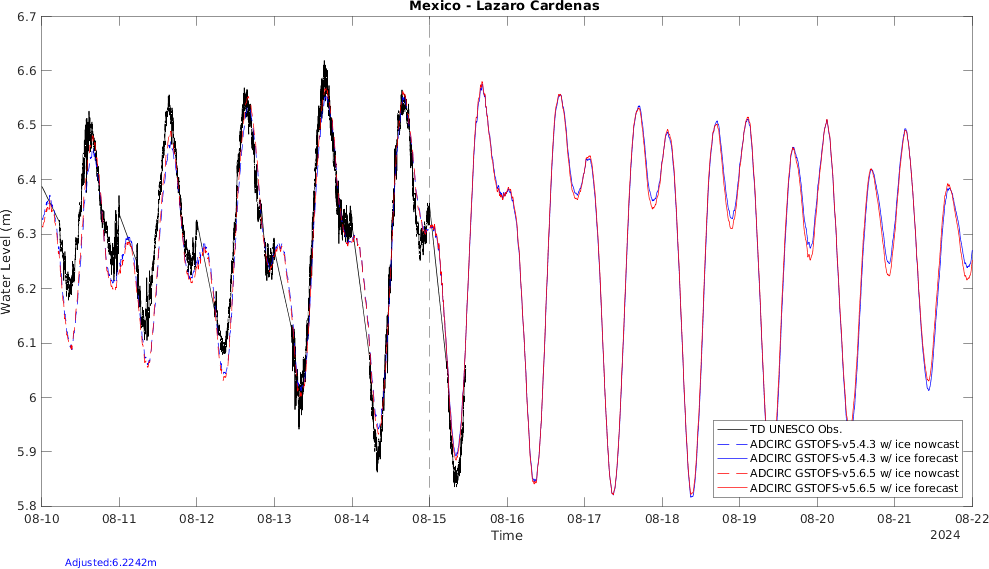 Mexico - Lazaro Cardenas
6.7
6.6
6.5
6.4
6.3
6.2
6.1
6
5.9
5.8
Water Level (m)
08-10 08-11 08-12 08-13 08-14 08-15 08-16 08-17 08-18 08-19 08-20 08-21 08-22
Time
2024
TD UNESCO Obs.
ADCIRC GSTOFS-v5.4.3 w/ ice nowcast
ADCIRC GSTOFS-v5.4.3 w/ ice forecast
ADCIRC GSTOFS-v5.6.5 w/ ice nowcast
ADCIRC GSTOFS-v5.6.5 w/ ice forecast
Adjusted:6.2242m